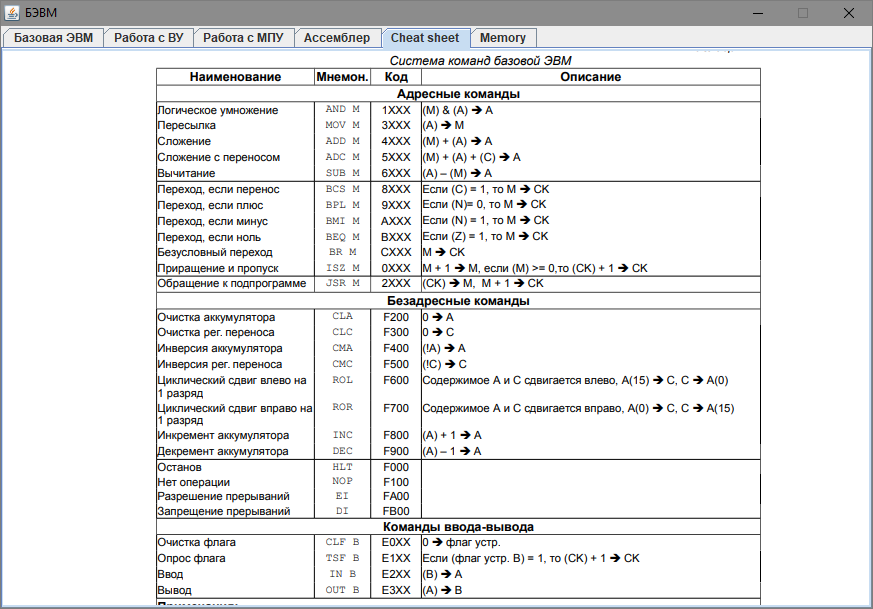 БЭВМ
Базовая ЭВМ Работа с ВУ Работа с МПУ Ассемблер Cheat sheet Memory
Система команд базовой ЭВМ
Наименование Мнемон. Код Описание
Адресные команды
Логическое умножение AND M 1XXX (M) & (A) → A
Пересылка MOV M 3XXX (A) → M
Сложение ADD M 4XXX (M) + (A) → A
Сложение с переносом ADC M 5XXX (M) + (A) + (C) → A
Вычитание SUB M 6XXX (A) – (M) → A
Переход, если перенос BCS M 8XXX Если (C) = 1, то M → CK
Переход, если плюс BPL M 9XXX Если (N)= 0, то M → CK
Переход, если минус BMI M AXXX Если (N) = 1, то M → CK
Переход, если ноль BEQ M BXXX Если (Z) = 1, то M → CK
Безусловный переход BR M CXXX M → CK
Приращение и пропуск ISZ M 0XXX M + 1 → M, если (M) >= 0,то (CK) + 1 → CK
Обращение к подпрограмме JSR M 2XXX (CK) → M, M + 1 → CK
Безадресные команды
Очистка аккумулятора CLA F200 0 → A
Очистка рег. переноса CLC F300 0 → C
Инверсия аккумулятора CMA F400 (!A) → A
Инверсия рег. переноса CMC F500 (!C) → C
Циклический сдвиг влево на ROL F600 Содержимое A и C сдвигается влево, A(15) → C, C → A(0)
1 разряд
Циклический сдвиг вправо на ROR F700 Содержимое A и C сдвигается вправо, A(0) → C, C → A(15)
1 разряд
Инкремент аккумулятора INC F800 (A) + 1 → A
Декремент аккумулятора DEC F900 (A) – 1 → A
Останов HLT F000
Нет операции NOP F100
Разрешение прерываний EI FA00
Запрещение прерываний DI FB00
Команды ввода-вывода
Очистка флага CLF B E0XX 0 → флаг устр.
Опрос флага TSF B E1XX Если (флаг устр. B) = 1, то (CK) + 1 → CK
Ввод IN B E2XX (B) → A
Вывод OUT B E3XX (A) → B